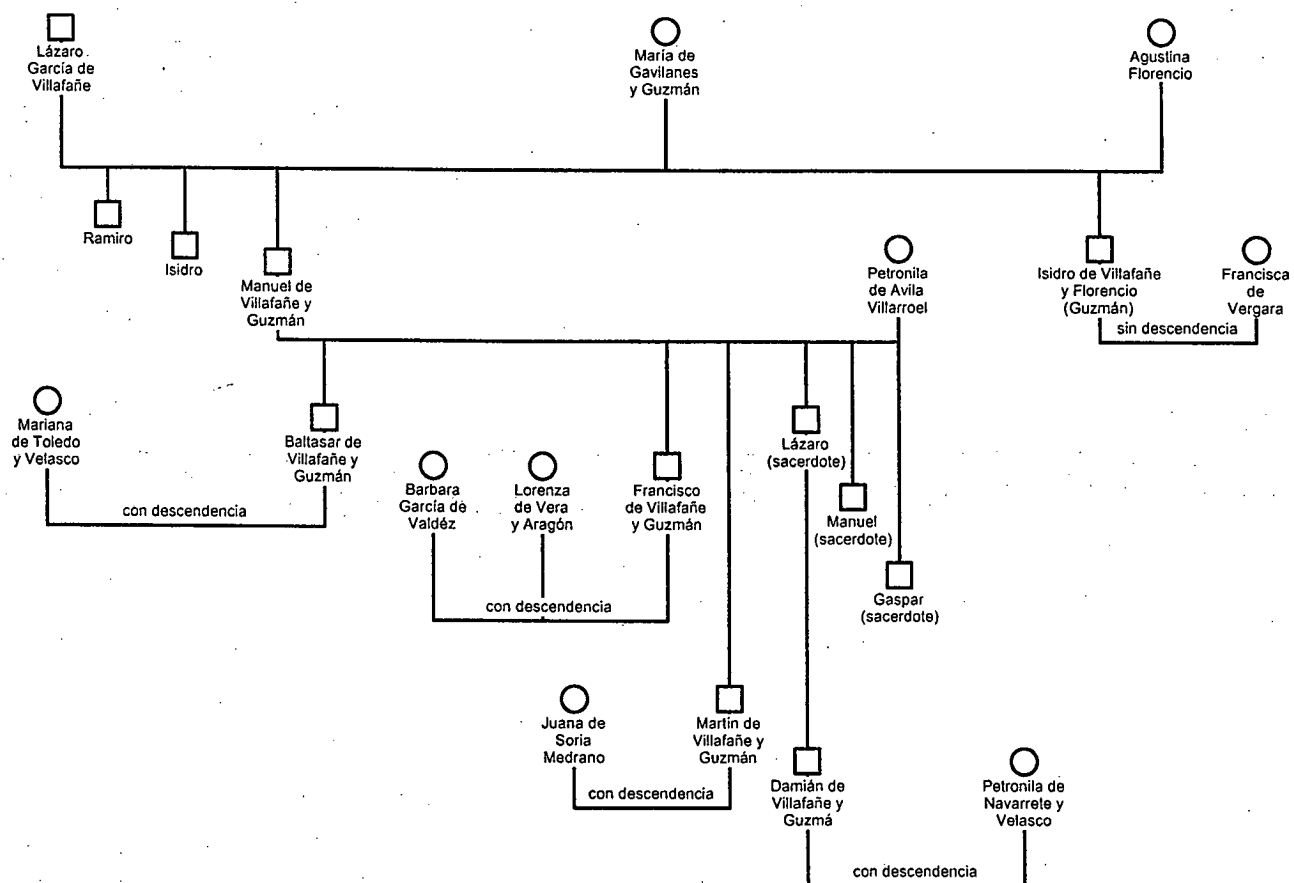 Lázaro
García de
Villafañe
María de
Gavilanes
y Guzmán
Agustina
Florencio
Ramiro
Isidro
Manuel de
Villafañe y
Guzmán
Petronila
de Avila
Villarroel
Isidro de Villafañe
y Florencio
(Guzmán)
Francisca
de
Vergara
sin descendencia
Mariana
de Toledo
y Velasco
Baltasar de
Villafañe y
Guzmán
con descendencia
Barbara
García de
Valdéz
Lorenza
de Vera
y Aragón
Francisco
de Villafañe
y Guzmán
con descendencia
Lázaro
(sacerdote)
Manuel
(sacerdote)
Gaspar
(sacerdote)
Juana de
Soria
Medrano
Martín de
Villafañe y
Guzmán
con descendencia
Damián de
Villafañe y
Guzmá
Petronila de
Navarrete y
Velasco
con descendencia